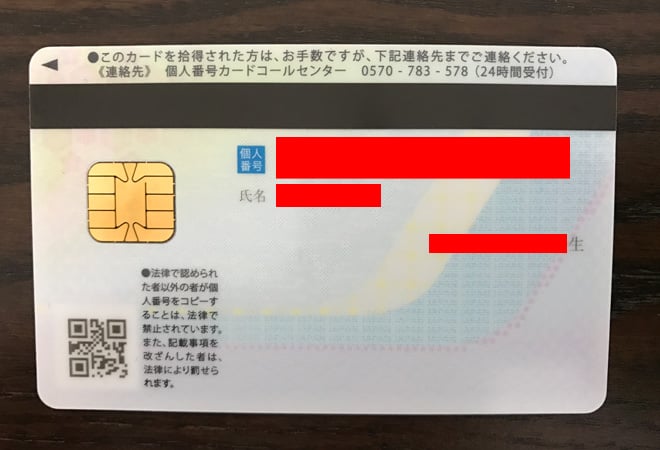 ●このカードを拾得された方は、お手数ですが、下記連絡先までご連絡ください。
《連絡先》 個人番号カードコールセンター 0570 - 783 - 578（24時間受付）
個人
番号
氏名
生
●法律で認められ
た者以外の者が個
人番号をコピーす
ることは、法律で
禁止されています。
また、記載事項を
改ざんした者は、
法律により罰せら
れます。